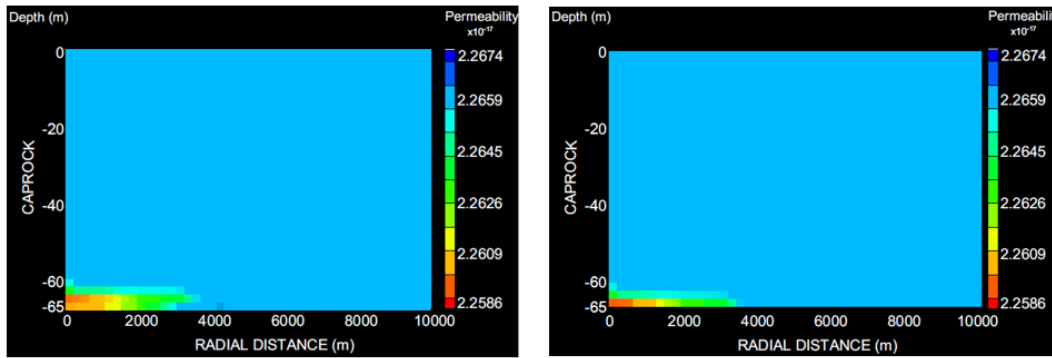 Depth (m)
Permeability
x10⁻¹⁷
0
-20
-40
-60
-65
CAPROCK
2.2674
2.2659
2.2645
2.2626
2.2609
2.2586
0 2000 4000 6000 8000 10000
RADIAL DISTANCE (m)
Depth (m)
Permeability
x10⁻¹⁷
0
-20
-40
-60
-65
CAPROCK
2.2674
2.2659
2.2645
2.2626
2.2609
2.2586
0 2000 4000 6000 8000 10000
RADIAL DISTANCE (m)